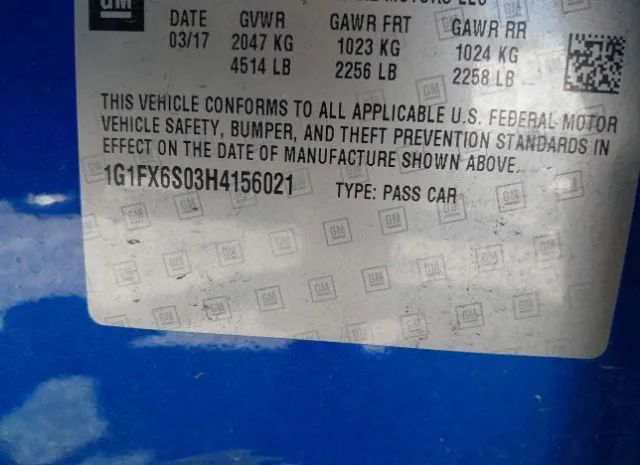 GM
DATE GVWR GAWR FRT GAWR RR
03/17 2047 KG 1023 KG 1024 KG
4514 LB 2256 LB 2258 LB
THIS VEHICLE CONFORMS TO ALL APPLICABLE U.S. FEDERAL MOTOR
VEHICLE SAFETY, BUMPER, AND THEFT PREVENTION STANDARDS IN
EFFECT ON THE DATE OF MANUFACTURE SHOWN ABOVE.
1G1FX6S03H4156021 TYPE: PASS CAR